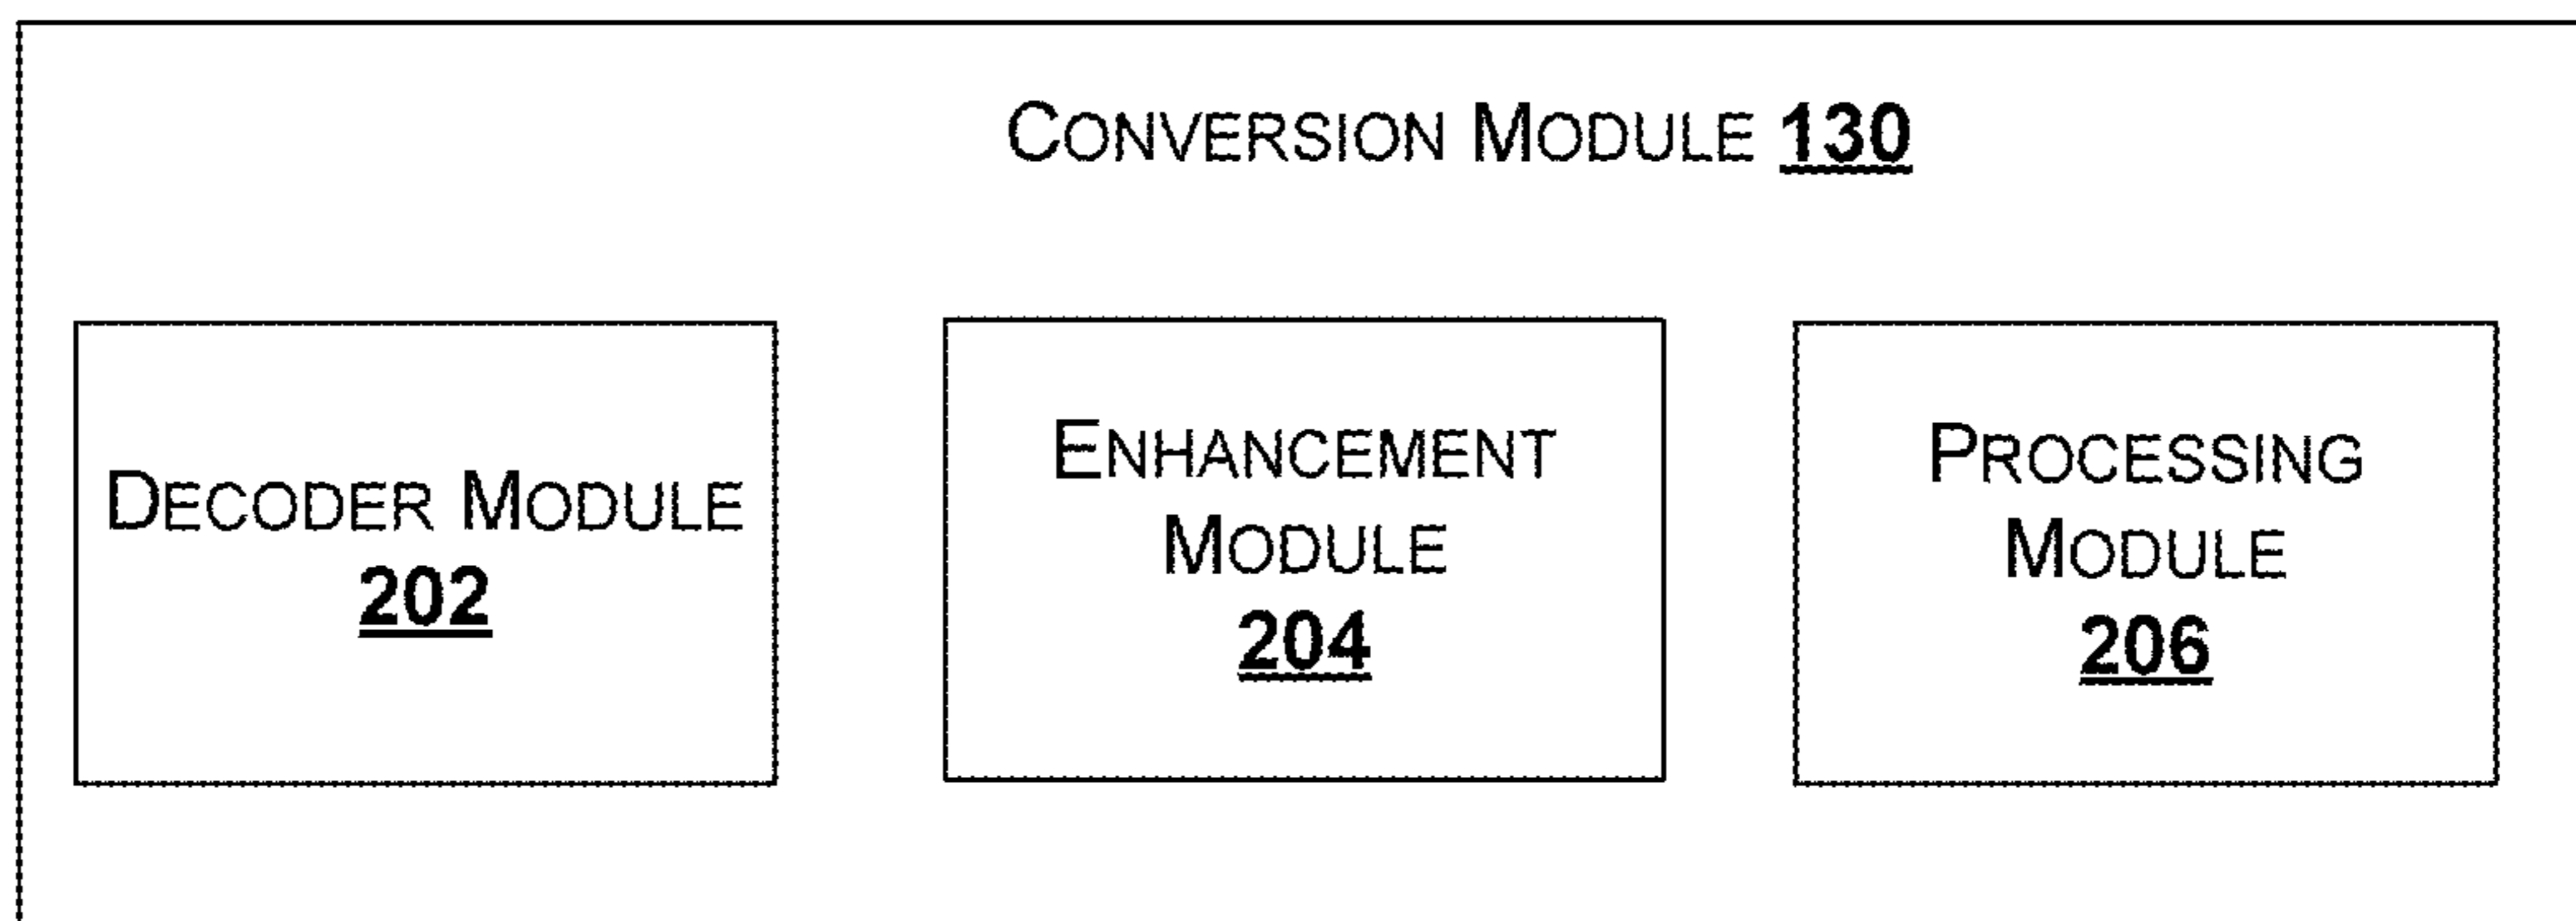 CONVERSION MODULE 130
DECODER MODULE
202
ENHANCEMENT
MODULE
204
PROCESSING
MODULE
206